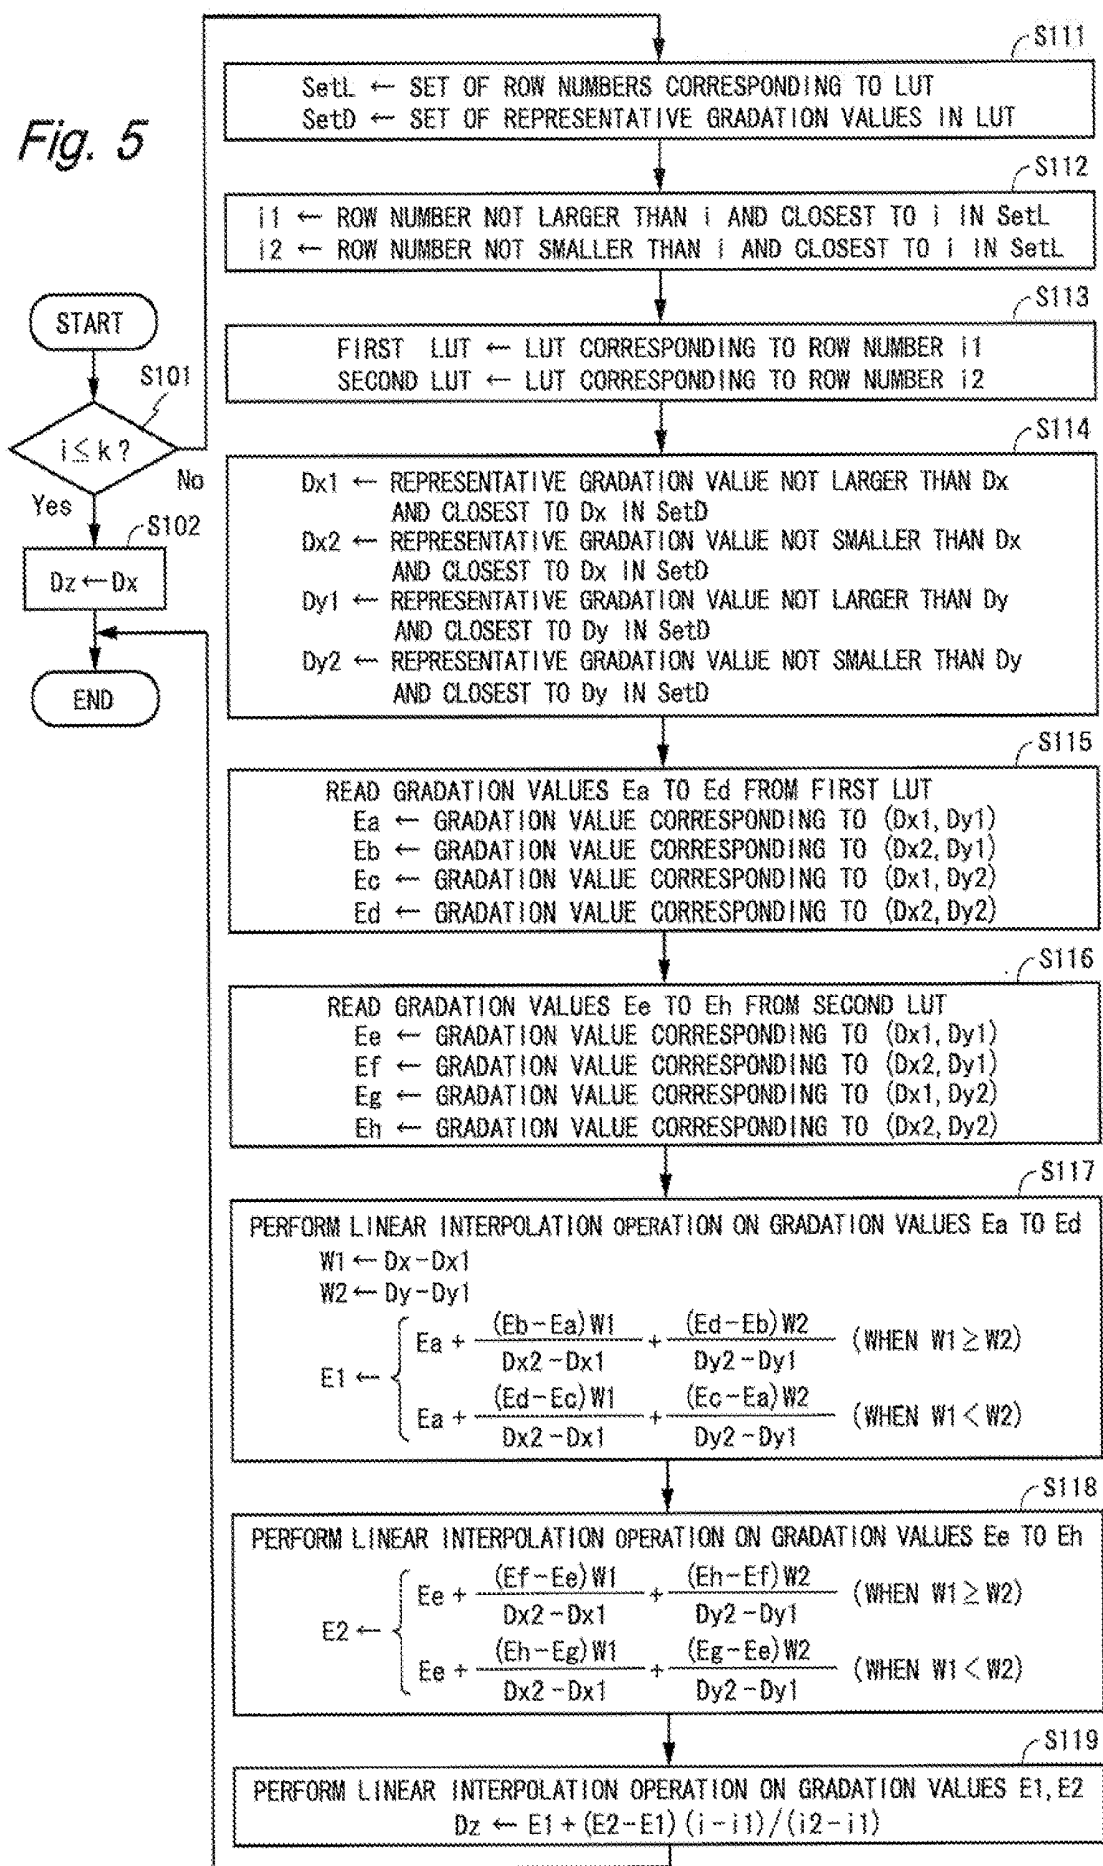 Fig. 5
START
S101
i ≤ k ?
No
Yes
S102
Dz ← Dx
END
S111
SetL ← SET OF ROW NUMBERS CORRESPONDING TO LUT
SetD ← SET OF REPRESENTATIVE GRADATION VALUES IN LUT
S112
i1 ← ROW NUMBER NOT LARGER THAN i AND CLOSEST TO i IN SetL
i2 ← ROW NUMBER NOT SMALLER THAN i AND CLOSEST TO i IN SetL
S113
FIRST LUT ← LUT CORRESPONDING TO ROW NUMBER i1
SECOND LUT ← LUT CORRESPONDING TO ROW NUMBER i2
S114
Dx1 ← REPRESENTATIVE GRADATION VALUE NOT LARGER THAN Dx
AND CLOSEST TO Dx IN SetD
Dx2 ← REPRESENTATIVE GRADATION VALUE NOT SMALLER THAN Dx
AND CLOSEST TO Dx IN SetD
Dy1 ← REPRESENTATIVE GRADATION VALUE NOT LARGER THAN Dy
AND CLOSEST TO Dy IN SetD
Dy2 ← REPRESENTATIVE GRADATION VALUE NOT SMALLER THAN Dy
AND CLOSEST TO Dy IN SetD
S115
READ GRADATION VALUES Ea TO Ed FROM FIRST LUT
Ea ← GRADATION VALUE CORRESPONDING TO (Dx1, Dy1)
Eb ← GRADATION VALUE CORRESPONDING TO (Dx2, Dy1)
Ec ← GRADATION VALUE CORRESPONDING TO (Dx1, Dy2)
Ed ← GRADATION VALUE CORRESPONDING TO (Dx2, Dy2)
S116
READ GRADATION VALUES Ee TO Eh FROM SECOND LUT
Ee ← GRADATION VALUE CORRESPONDING TO (Dx1, Dy1)
Ef ← GRADATION VALUE CORRESPONDING TO (Dx2, Dy1)
Eg ← GRADATION VALUE CORRESPONDING TO (Dx1, Dy2)
Eh ← GRADATION VALUE CORRESPONDING TO (Dx2, Dy2)
S117
PERFORM LINEAR INTERPOLATION OPERATION ON GRADATION VALUES Ea TO Ed
W1 ← Dx - Dx1
W2 ← Dy - Dy1
E1 ← { Ea + (Eb - Ea) W1 / Dx2 - Dx1 + (Ed - Eb) W2 / Dy2 - Dy1 (WHEN W1 ≥ W2)
Ea + (Ed - Ec) W1 / Dx2 - Dx1 + (Ec - Ea) W2 / Dy2 - Dy1 (WHEN W1 < W2)
S118
PERFORM LINEAR INTERPOLATION OPERATION ON GRADATION VALUES Ee TO Eh
E2 ← { Ee + (Ef - Ee) W1 / Dx2 - Dx1 + (Eh - Ef) W2 / Dy2 - Dy1 (WHEN W1 ≥ W2)
Ee + (Eh - Eg) W1 / Dx2 - Dx1 + (Eg - Ee) W2 / Dy2 - Dy1 (WHEN W1 < W2)
S119
PERFORM LINEAR INTERPOLATION OPERATION ON GRADATION VALUES E1, E2
Dz ← E1 + (E2 - E1) (i - i1) / (i2 - i1)